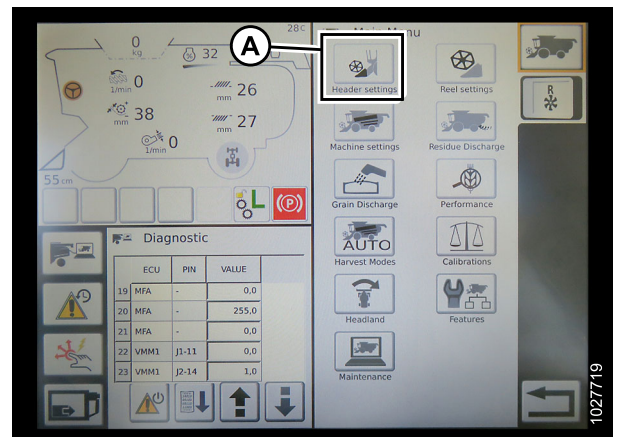 28c
Main Menu
A
0
kg
32
0
1/min
26
mm
38
mm
27
mm
0
1/min
55 cm
L
(P)
Header settings
Reel settings
R
Machine settings
Residue Discharge
Grain Discharge
Performance
AUTO
Harvest Modes
Calibrations
Headland
Features
Maintenance
Diagnostic
ECU PIN VALUE
19 MFA - 0,0
20 MFA - 255,0
21 MFA - 0,0
22 VMM1 J1-11 0,0
23 VMM1 J2-14 1,0
1027719